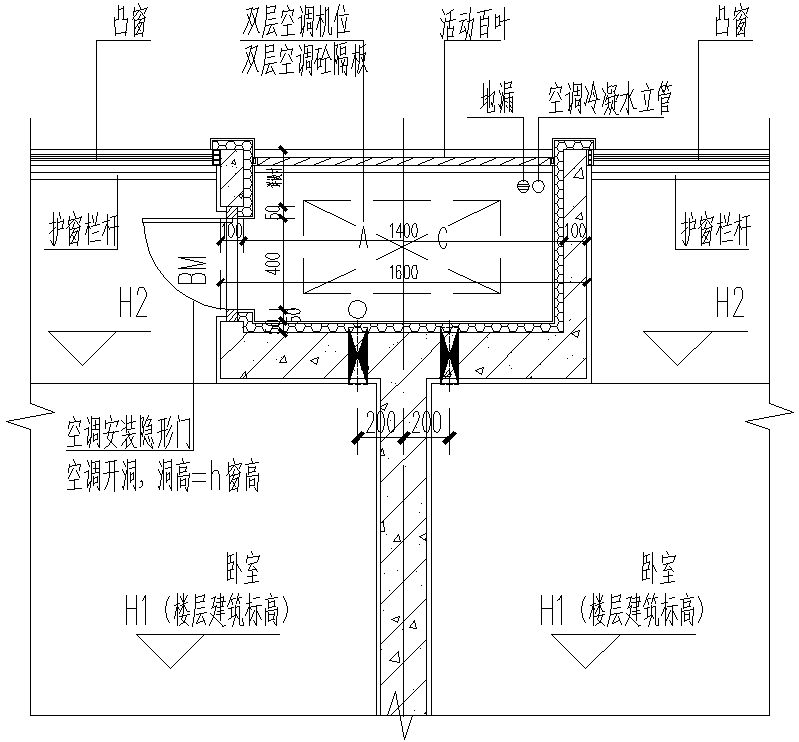 凸窗
双层空调机位
双层空调砼隔板
活动百叶
凸窗
地漏
空调冷凝水立管
50
护窗栏杆
100
A
1400
C
100
护窗栏杆
BM
400
1600
H2
H2
50
50
200
200
空调安装隐形门
空调开洞，洞高=h窗高
卧室
H1（楼层建筑标高）
卧室
H1（楼层建筑标高）